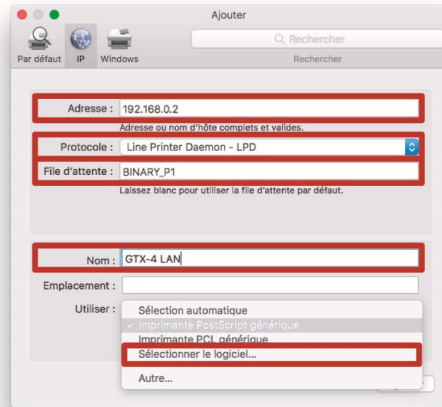 Ajouter
Rechercher
Par défaut IP Windows Rechercher
Adresse : 192.168.0.2
Adresse ou nom d'hôte complets et valides.
Protocole : Line Printer Daemon - LPD
File d'attente : BINARY_P1
Laissez blanc pour utiliser la file d'attente par défaut.
Nom : GTX-4 LAN
Emplacement :
Utiliser : Sélection automatique
✓ Imprimante PostScript générique
Imprimante PCL générique
Sélectionner le logiciel...
Autre...